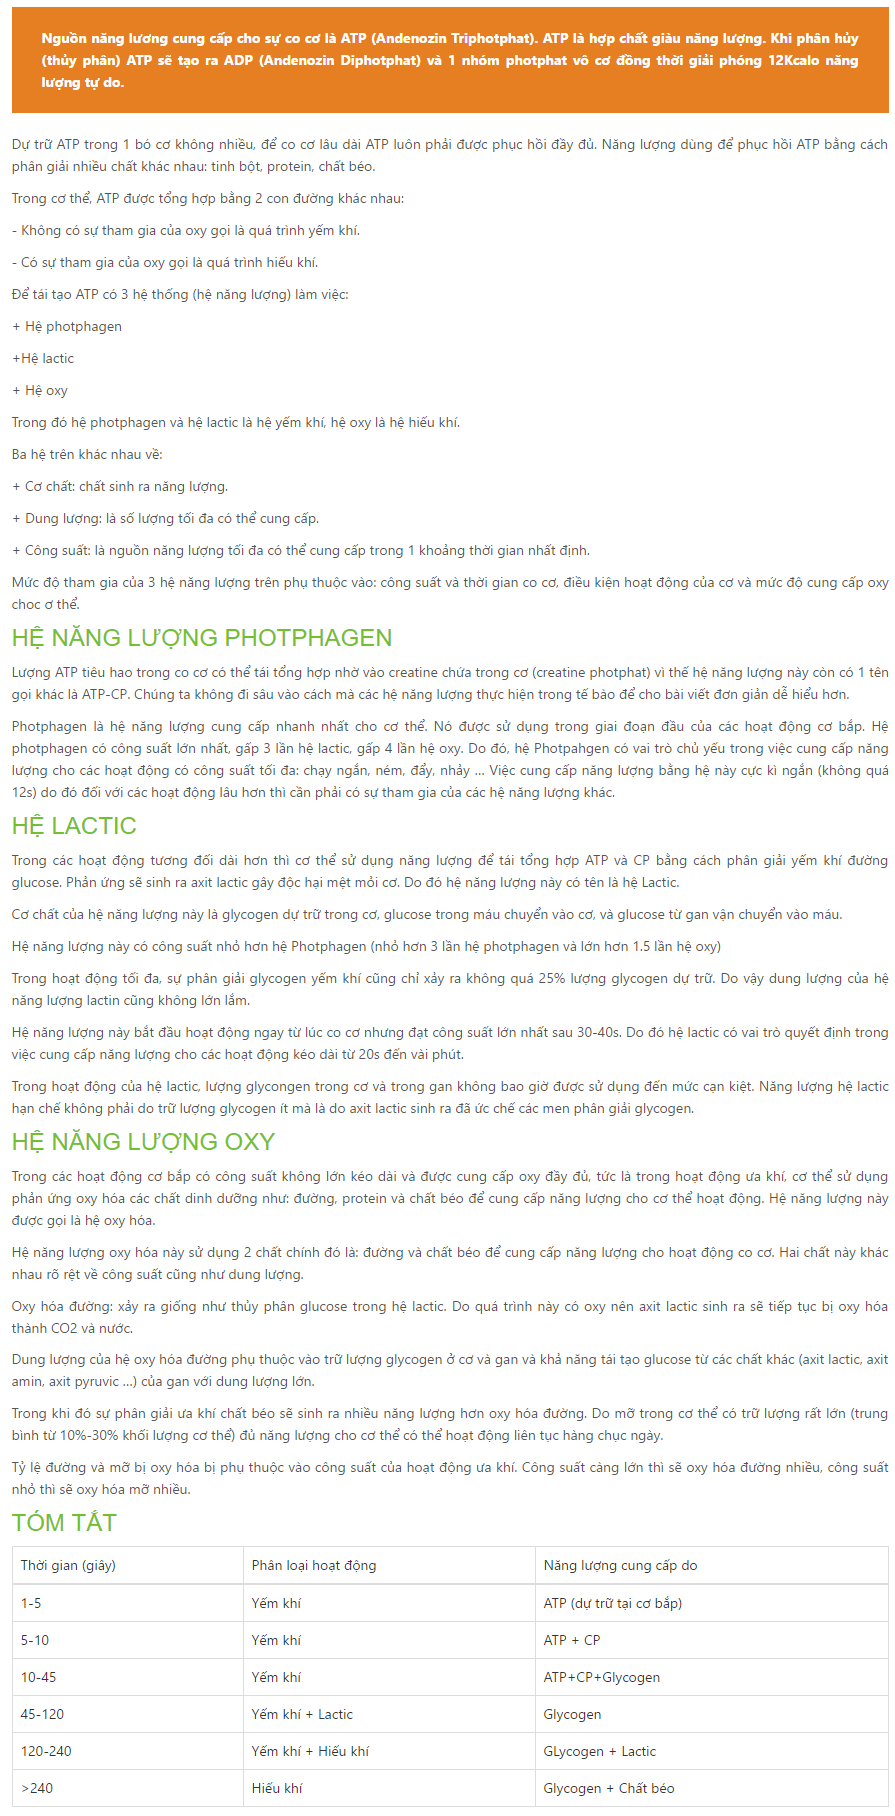 Nguồn năng lương cung cấp cho sự co cơ là ATP (Andenozin Triphotphat). ATP là hợp chất giàu năng lượng. Khi phân hủy
(thủy phân) ATP sẽ tạo ra ADP (Andenozin Diphotphat) và 1 nhóm photphat vô cơ đồng thời giải phóng 12Kcalo năng
lượng tự do.
Dự trữ ATP trong 1 bó cơ không nhiều, để co cơ lâu dài ATP luôn phải được phục hồi đầy đủ. Năng lượng dùng để phục hồi ATP bằng cách
phân giải nhiều chất khác nhau: tinh bột, protein, chất béo.
Trong cơ thể, ATP được tổng hợp bằng 2 con đường khác nhau:
- Không có sự tham gia của oxy gọi là quá trình yếm khí.
- Có sự tham gia của oxy gọi là quá trình hiếu khí.
Để tái tạo ATP có 3 hệ thống (hệ năng lượng) làm việc:
+ Hệ photphagen
+Hệ lactic
+ Hệ oxy
Trong đó hệ photphagen và hệ lactic là hệ yếm khí, hệ oxy là hệ hiếu khí.
Ba hệ trên khác nhau về:
+ Cơ chất: chất sinh ra năng lượng.
+ Dung lượng: là số lượng tối đa có thể cung cấp.
+ Công suất: là nguồn năng lượng tối đa có thể cung cấp trong 1 khoảng thời gian nhất định.
Mức độ tham gia của 3 hệ năng lượng trên phụ thuộc vào: công suất và thời gian co cơ, điều kiện hoạt động của cơ và mức độ cung cấp oxy
choc ơ thể.
HỆ NĂNG LƯỢNG PHOTPHAGEN
Lượng ATP tiêu hao trong co cơ có thể tái tổng hợp nhờ vào creatine chứa trong cơ (creatine photphat) vì thế hệ năng lượng này còn có 1 tên
gọi khác là ATP-CP. Chúng ta không đi sâu vào cách mà các hệ năng lượng thực hiện trong tế bào để cho bài viết đơn giản dễ hiểu hơn.
Photphagen là hệ năng lượng cung cấp nhanh nhất cho cơ thể. Nó được sử dụng trong giai đoạn đầu của các hoạt động cơ bắp. Hệ
photphagen có công suất lớn nhất, gấp 3 lần hệ lactic, gấp 4 lần hệ oxy. Do đó, hệ Photpahgen có vai trò chủ yếu trong việc cung cấp năng
lượng cho các hoạt động có công suất tối đa: chạy ngắn, ném, đẩy, nhảy ... Việc cung cấp năng lượng bằng hệ này cực kì ngắn (không quá
12s) do đó đối với các hoạt động lâu hơn thì cần phải có sự tham gia của các hệ năng lượng khác.
HỆ LACTIC
Trong các hoạt động tương đối dài hơn thì cơ thể sử dụng năng lượng để tái tổng hợp ATP và CP bằng cách phân giải yếm khí đường
glucose. Phản ứng sẽ sinh ra axit lactic gây độc hại mệt mỏi cơ. Do đó hệ năng lượng này có tên là hệ Lactic.
Cơ chất của hệ năng lượng này là glycogen dự trữ trong cơ, glucose trong máu chuyển vào cơ, và glucose từ gan vận chuyển vào máu.
Hệ năng lượng này có công suất nhỏ hơn hệ Photphagen (nhỏ hơn 3 lần hệ photphagen và lớn hơn 1.5 lần hệ oxy)
Trong hoạt động tối đa, sự phân giải glycogen yếm khí cũng chỉ xảy ra không quá 25% lượng glycogen dự trữ. Do vậy dung lượng của hệ
năng lượng lactin cũng không lớn lắm.
Hệ năng lượng này bắt đầu hoạt động ngay từ lúc co cơ nhưng đạt công suất lớn nhất sau 30-40s. Do đó hệ lactic có vai trò quyết định trong
việc cung cấp năng lượng cho các hoạt động kéo dài từ 20s đến vài phút.
Trong hoạt động của hệ lactic, lượng glycongen trong cơ và trong gan không bao giờ được sử dụng đến mức cạn kiệt. Năng lượng hệ lactic
hạn chế không phải do trữ lượng glycogen ít mà là do axit lactic sinh ra đã ức chế các men phân giải glycogen.
HỆ NĂNG LƯỢNG OXY
Trong các hoạt động cơ bắp có công suất không lớn kéo dài và được cung cấp oxy đầy đủ, tức là trong hoạt động ưa khí, cơ thể sử dụng
phản ứng oxy hóa các chất dinh dưỡng như: đường, protein và chất béo để cung cấp năng lượng cho cơ thể hoạt động. Hệ năng lượng này
được gọi là hệ oxy hóa.
Hệ năng lượng oxy hóa này sử dụng 2 chất chính đó là: đường và chất béo để cung cấp năng lượng cho hoạt động co cơ. Hai chất này khác
nhau rõ rệt về công suất cũng như dung lượng.
Oxy hóa đường: xảy ra giống như thủy phân glucose trong hệ lactic. Do quá trình này có oxy nên axit lactic sinh ra sẽ tiếp tục bị oxy hóa
thành CO2 và nước.
Dung lượng của hệ oxy hóa đường phụ thuộc vào trữ lượng glycogen ở cơ và gan và khả năng tái tạo glucose từ các chất khác (axit lactic, axit
amin, axit pyruvic ...) của gan với dung lượng lớn.
Trong khi đó sự phân giải ưa khí chất béo sẽ sinh ra nhiều năng lượng hơn oxy hóa đường. Do mỡ trong cơ thể có trữ lượng rất lớn (trung
bình từ 10%-30% khối lượng cơ thể) đủ năng lượng cho cơ thể có thể hoạt động liên tục hàng chục ngày.
Tỷ lệ đường và mỡ bị oxy hóa bị phụ thuộc vào công suất của hoạt động ưa khí. Công suất càng lớn thì sẽ oxy hóa đường nhiều, công suất
nhỏ thì sẽ oxy hóa mỡ nhiều.
TÓM TẮT
Thời gian (giây) Phân loại hoạt động Năng lượng cung cấp do
1-5 Yếm khí ATP (dự trữ tại cơ bắp)
5-10 Yếm khí ATP + CP
10-45 Yếm khí ATP+CP+Glycogen
45-120 Yếm khí + Lactic Glycogen
120-240 Yếm khí + Hiếu khí GLycogen + Lactic
>240 Hiếu khí Glycogen + Chất béo